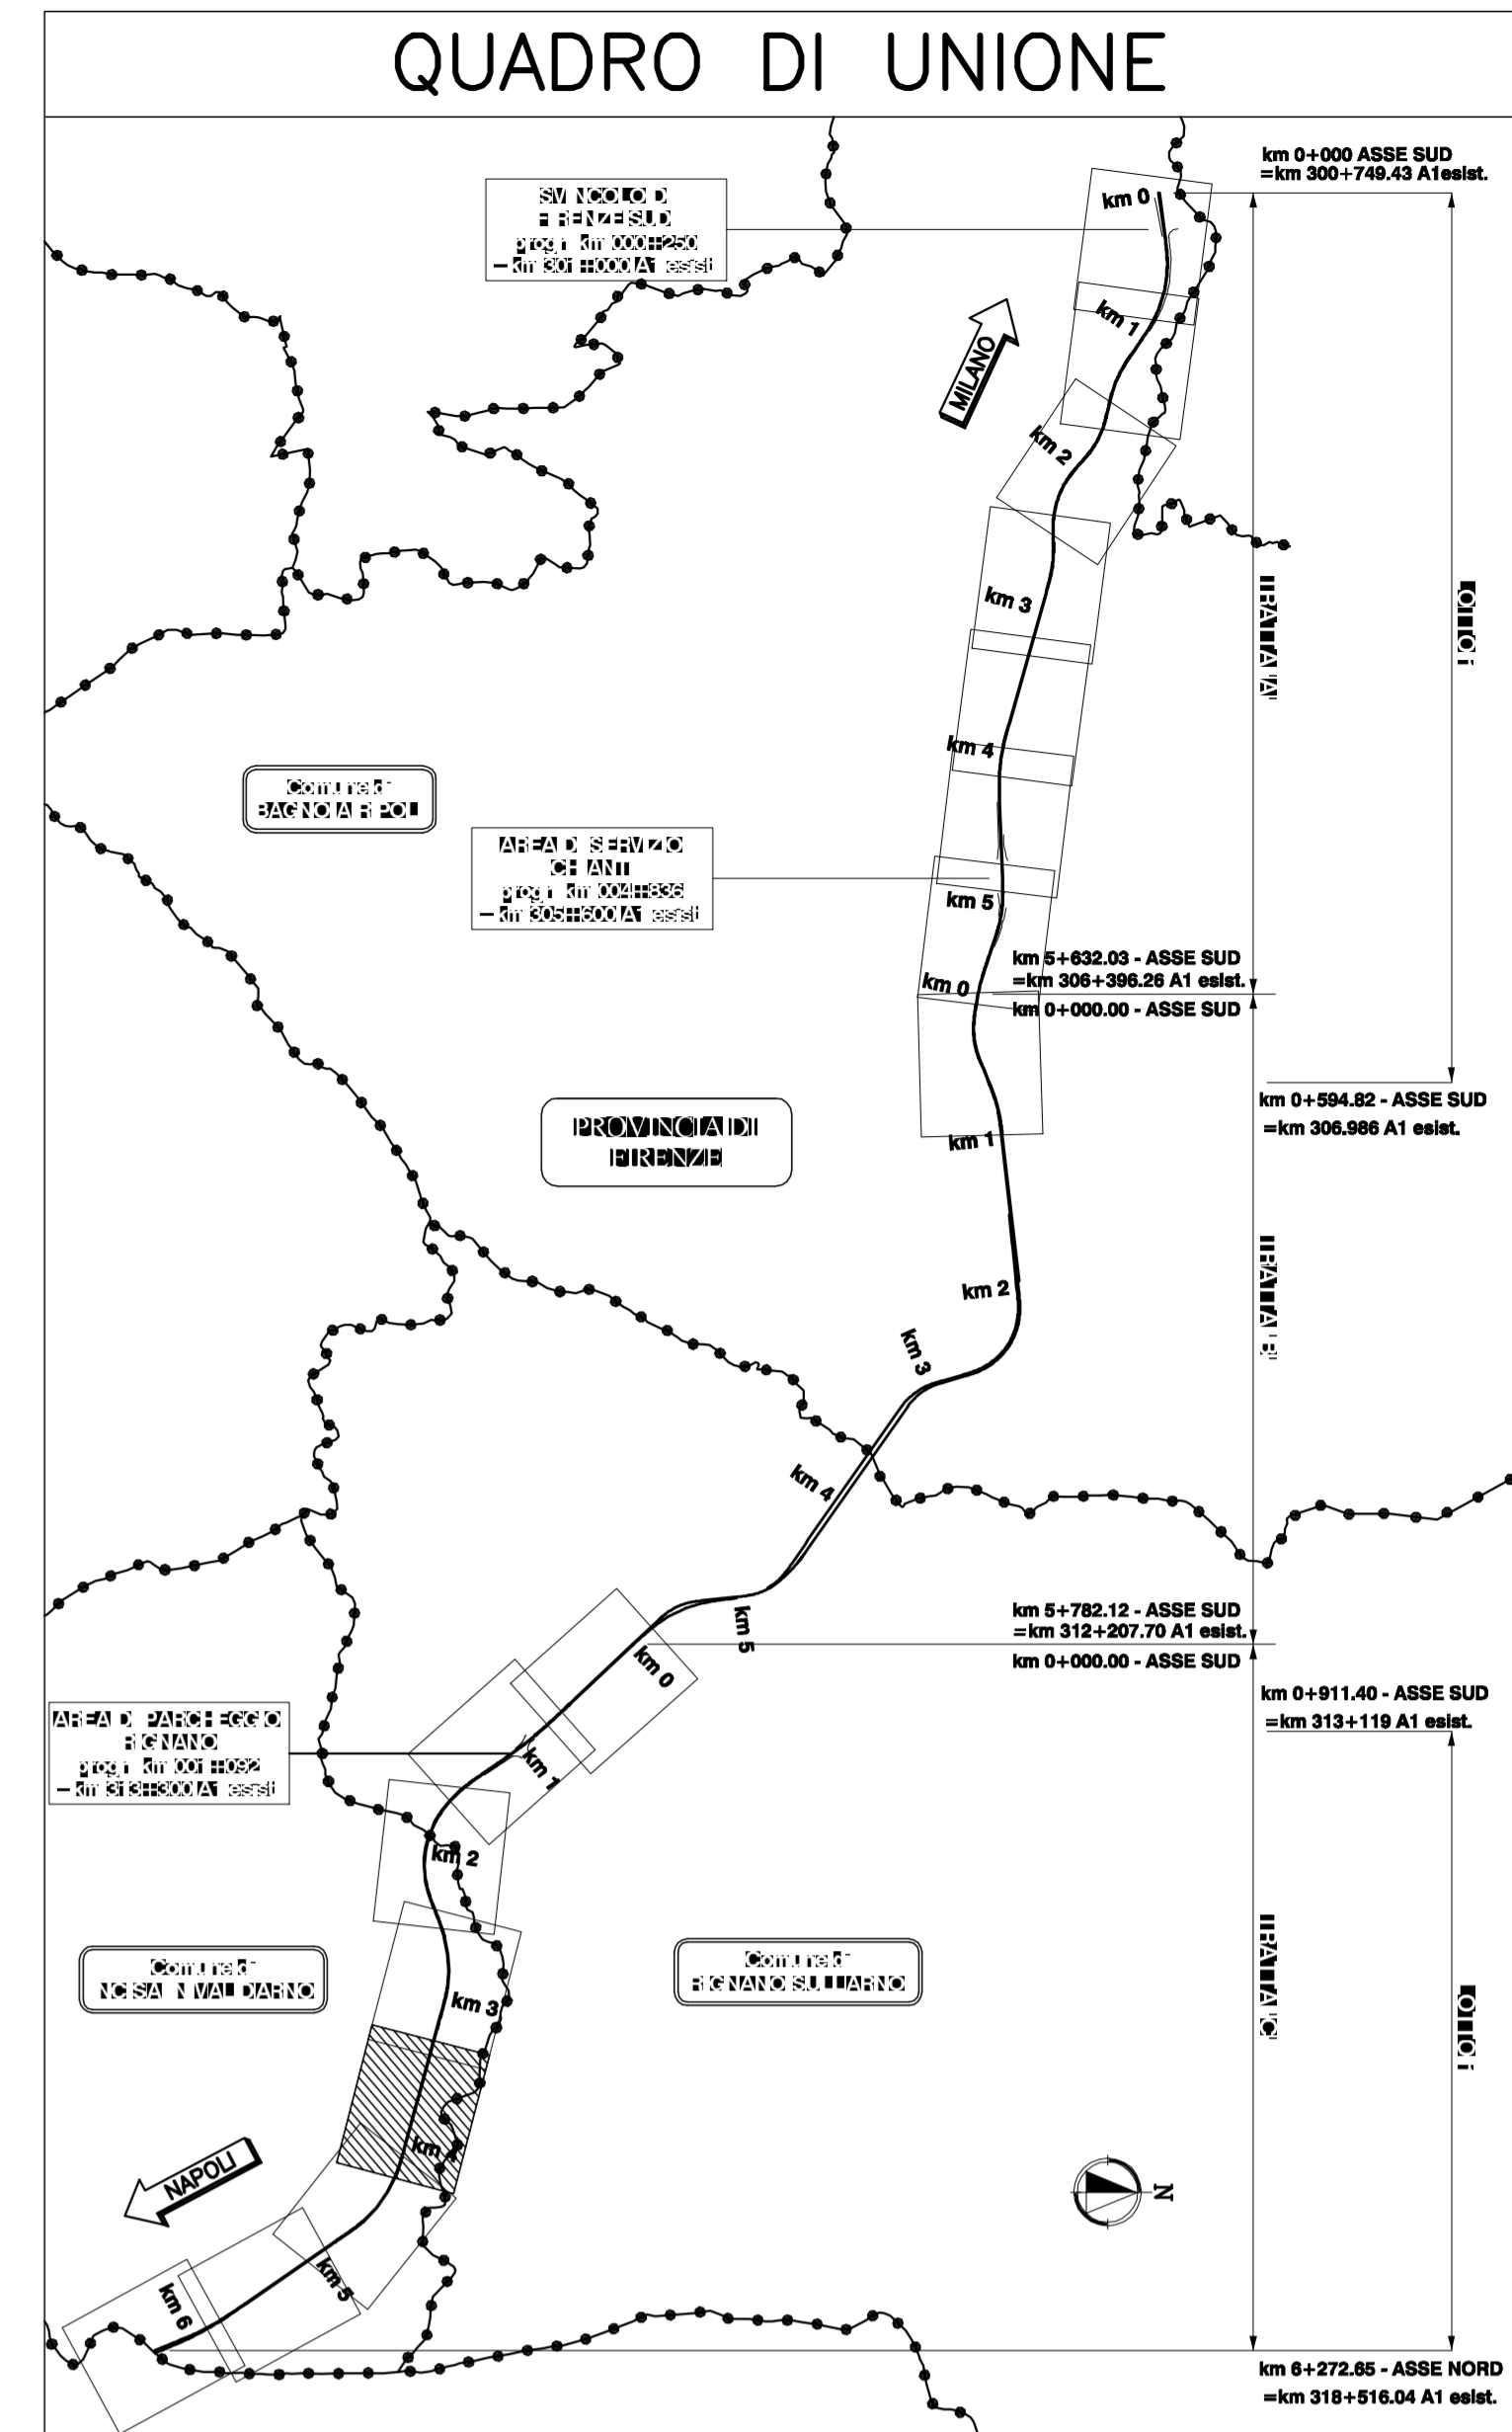 QUADRO DI UNIONE
km 0+000 ASSE SUD
=km 300+749.43 A1esist.
km 0
SVINCOLO DI
FIRENZE SUD
progr. km 000+250
km 301+000 A1 esist.
km 1
MILANO
km 2
km 3
TRATTA "A"
km 4
Comune di
BAGNO A RIPOLI
AREA DI SERVIZIO
CHIANTI
progr. km 004+836
km 305+600 A1 esist.
km 5
km 5+632.03 - ASSE SUD
=km 306+396.26 A1 esist.
km 0
km 0+000.00 - ASSE SUD
km 0+594.82 - ASSE SUD
=km 306.986 A1 esist.
PROVINCIA DI
FIRENZE
km 1
km 2
TRATTA "B"
km 3
km 4
km 5
km 5+782.12 - ASSE SUD
=km 312+207.70 A1 esist.
km 0+000.00 - ASSE SUD
km 0
km 0+911.40 - ASSE SUD
=km 313+119 A1 esist.
AREA DI PARCHEGGIO
RIGNANO
progr. km 001+092
km 313+300 A1 esist.
km 1
km 2
Comune di
INCISA IN VAL D'ARNO
Comune di
RIGNANO SULL'ARNO
km 3
TRATTA "C"
km 4
NAPOLI
N
km 5
km 6
km 6+272.65 - ASSE NORD
=km 318+516.04 A1 esist.